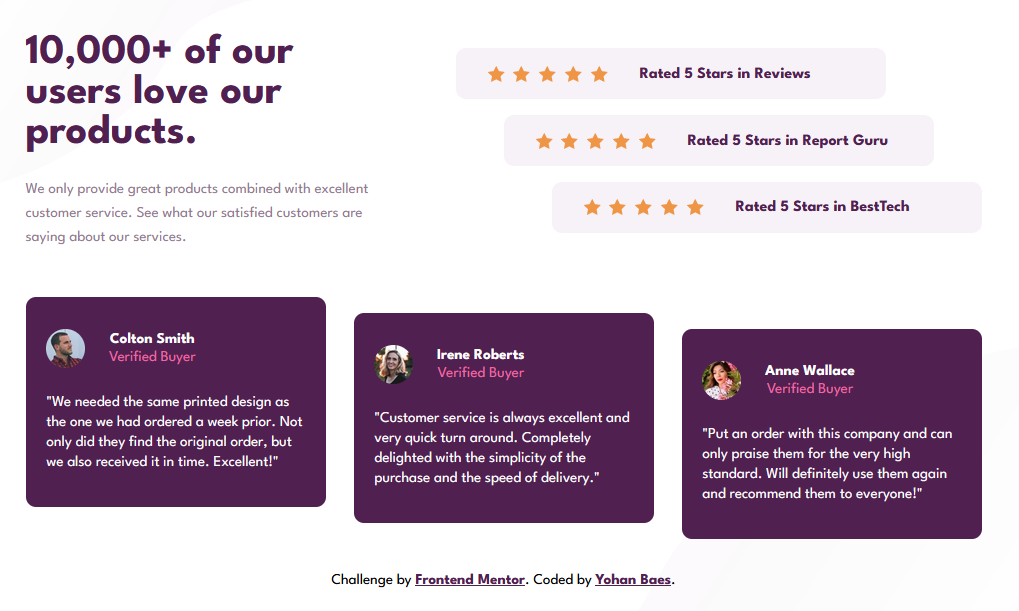 10,000+ of our
users love our
products.
We only provide great products combined with excellent
customer service. See what our satisfied customers are
saying about our services.
Rated 5 Stars in Reviews
Rated 5 Stars in Report Guru
Rated 5 Stars in BestTech
Colton Smith
Verified Buyer
"We needed the same printed design as
the one we had ordered a week prior. Not
only did they find the original order, but
we also received it in time. Excellent!"
Irene Roberts
Verified Buyer
"Customer service is always excellent and
very quick turn around. Completely
delighted with the simplicity of the
purchase and the speed of delivery."
Anne Wallace
Verified Buyer
"Put an order with this company and can
only praise them for the very high
standard. Will definitely use them again
and recommend them to everyone!"
Challenge by Frontend Mentor. Coded by Yohan Baes.